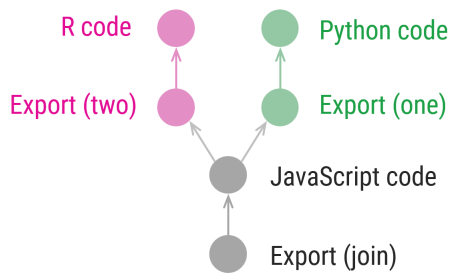 R code
Python code
Export (two)
Export (one)
JavaScript code
Export (join)